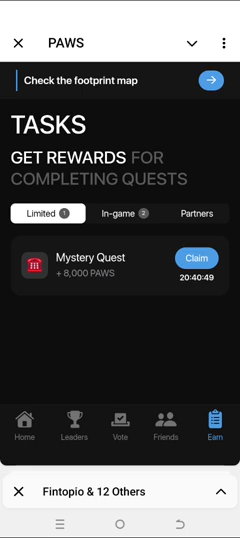 PAWS
Check the footprint map
TASKS
GET REWARDS FOR
COMPLETING QUESTS
Limited 1 In-game 2 Partners
Mystery Quest
+ 8,000 PAWS
Claim
20:40:49
Home Leaders Vote Friends Earn
Fintopio & 12 Others